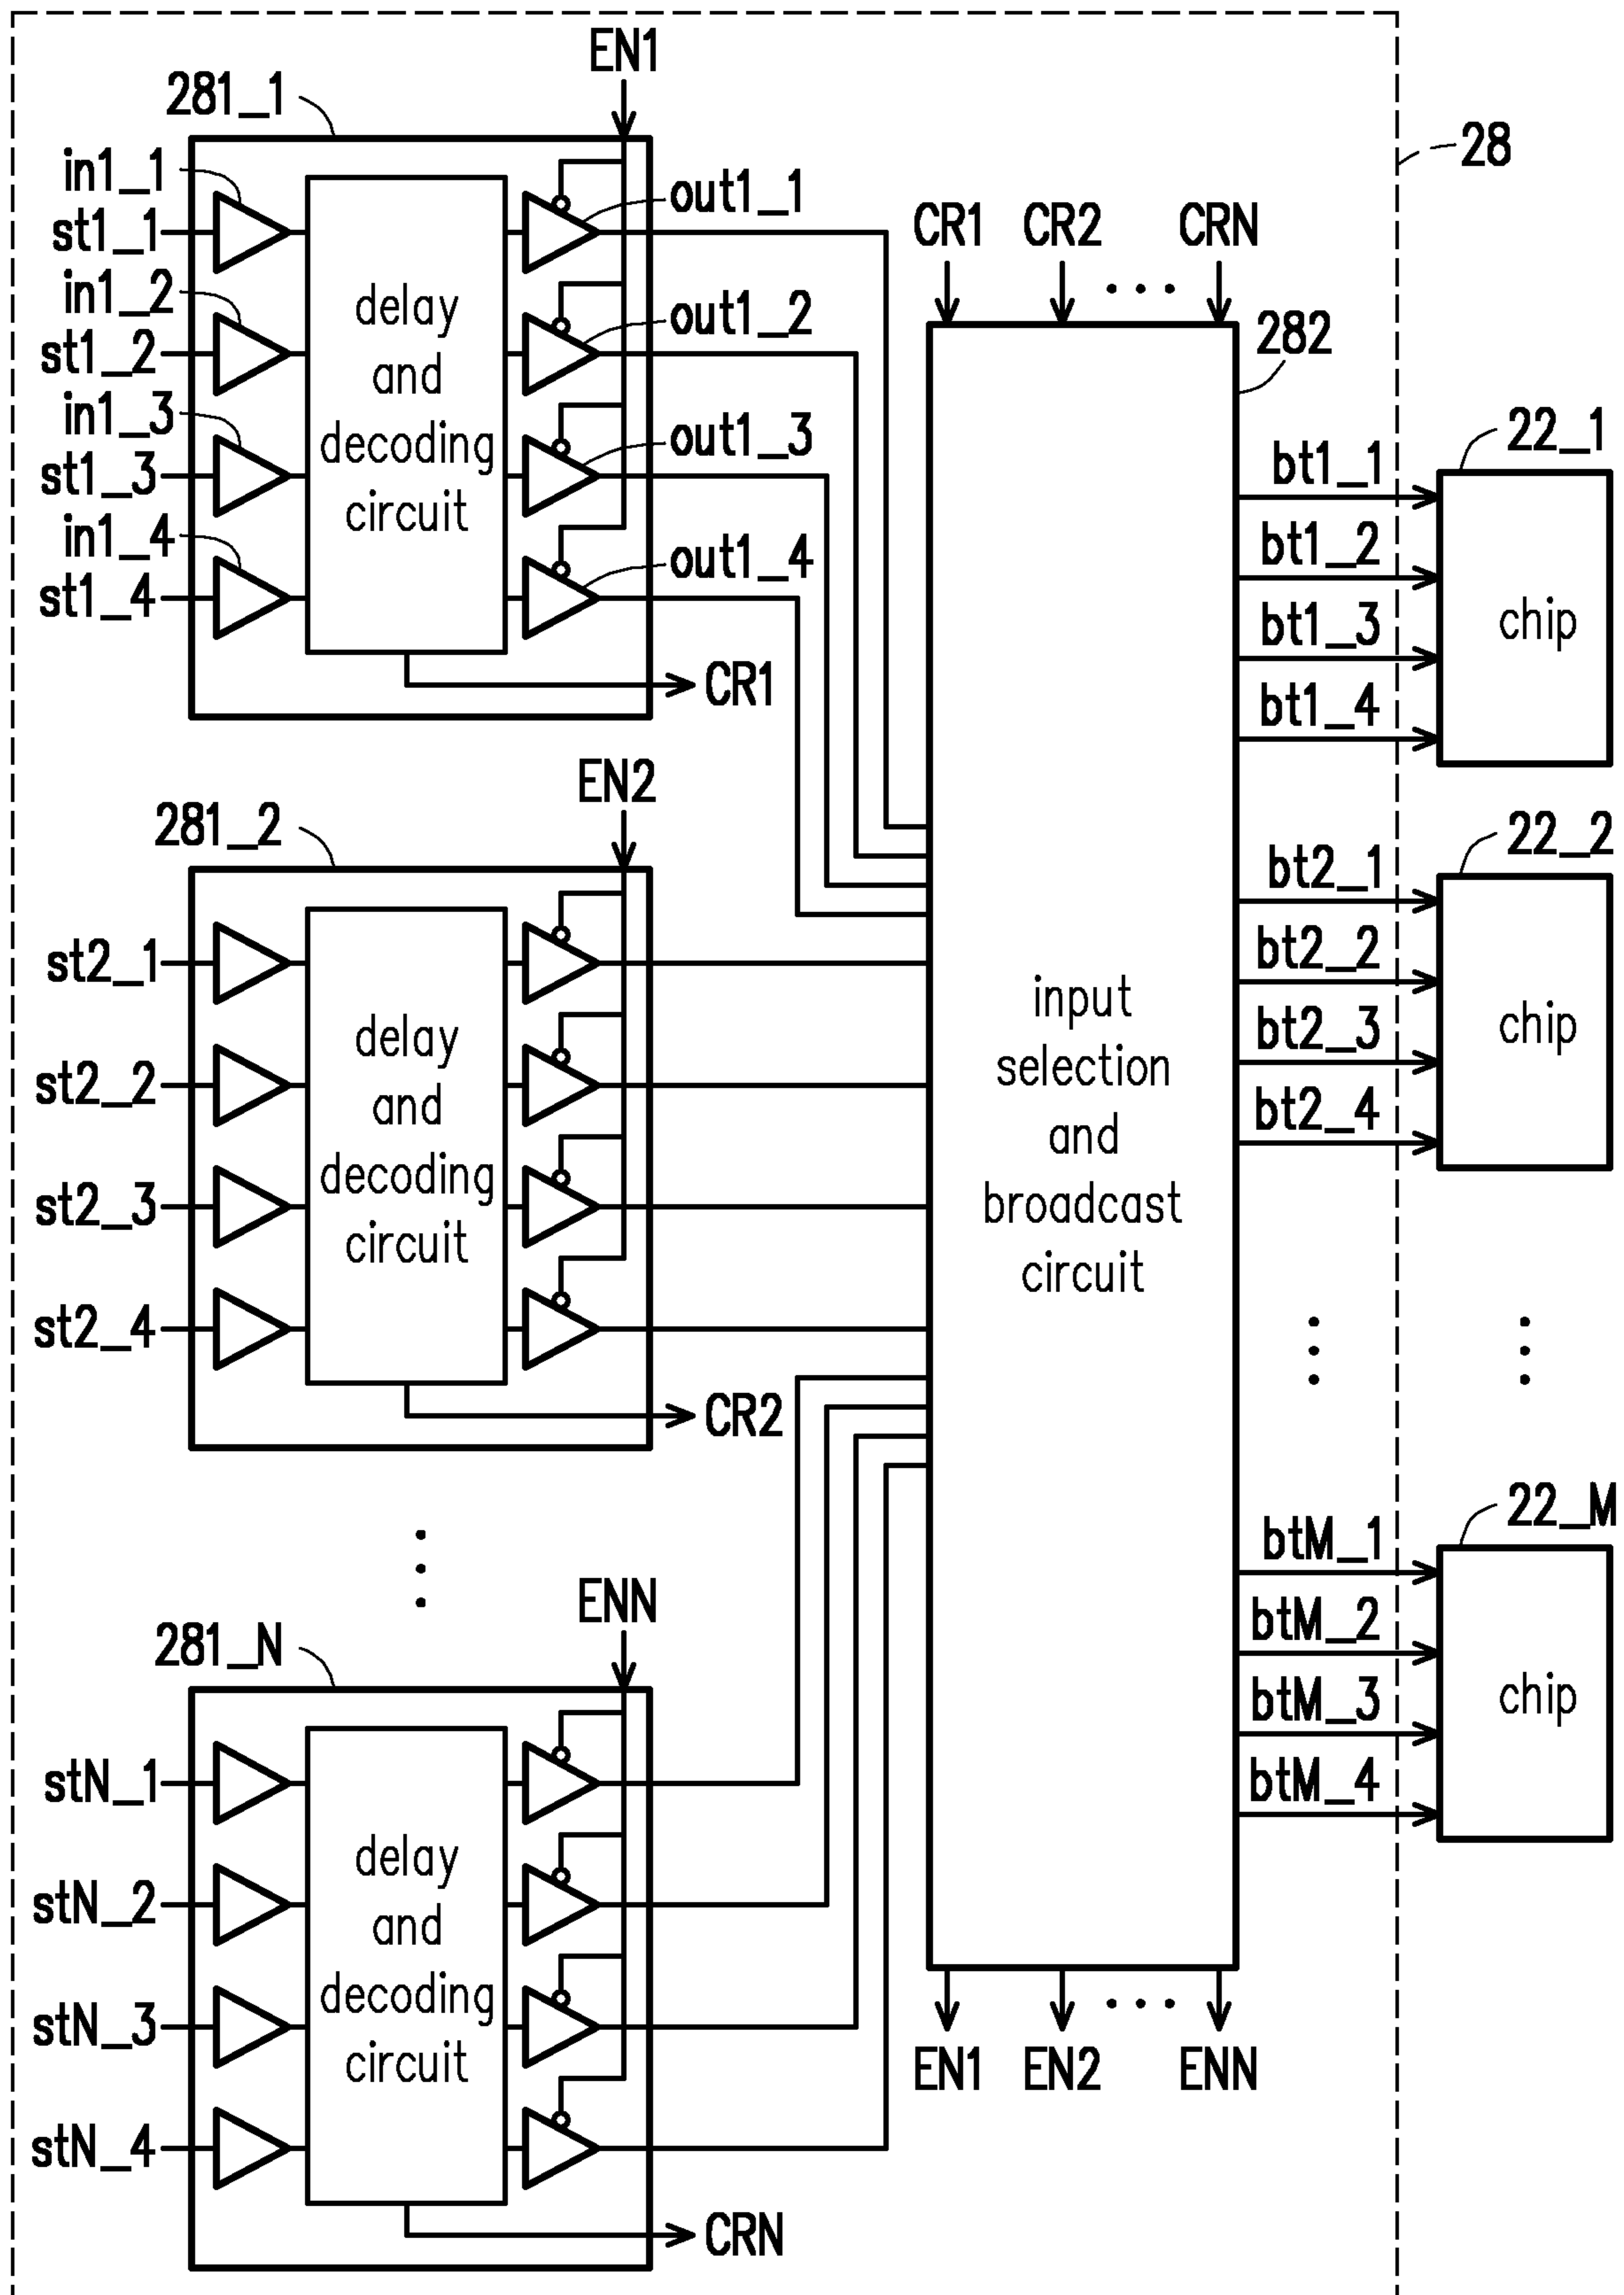 EN1
281_1
28
in1_1
st1_1
out1_1
in1_2
st1_2
out1_2
in1_3
st1_3
out1_3
in1_4
st1_4
out1_4
delay
and
decoding
circuit
CR1
CR1
CR2
...
CRN
282
EN2
281_2
st2_1
st2_2
st2_3
st2_4
delay
and
decoding
circuit
CR2
input
selection
and
broadcast
circuit
bt1_1
bt1_2
bt1_3
bt1_4
22_1
chip
bt2_1
bt2_2
bt2_3
bt2_4
22_2
chip
btM_1
btM_2
btM_3
btM_4
22_M
chip
ENN
281_N
stN_1
stN_2
stN_3
stN_4
delay
and
decoding
circuit
CRN
EN1
EN2
...
ENN